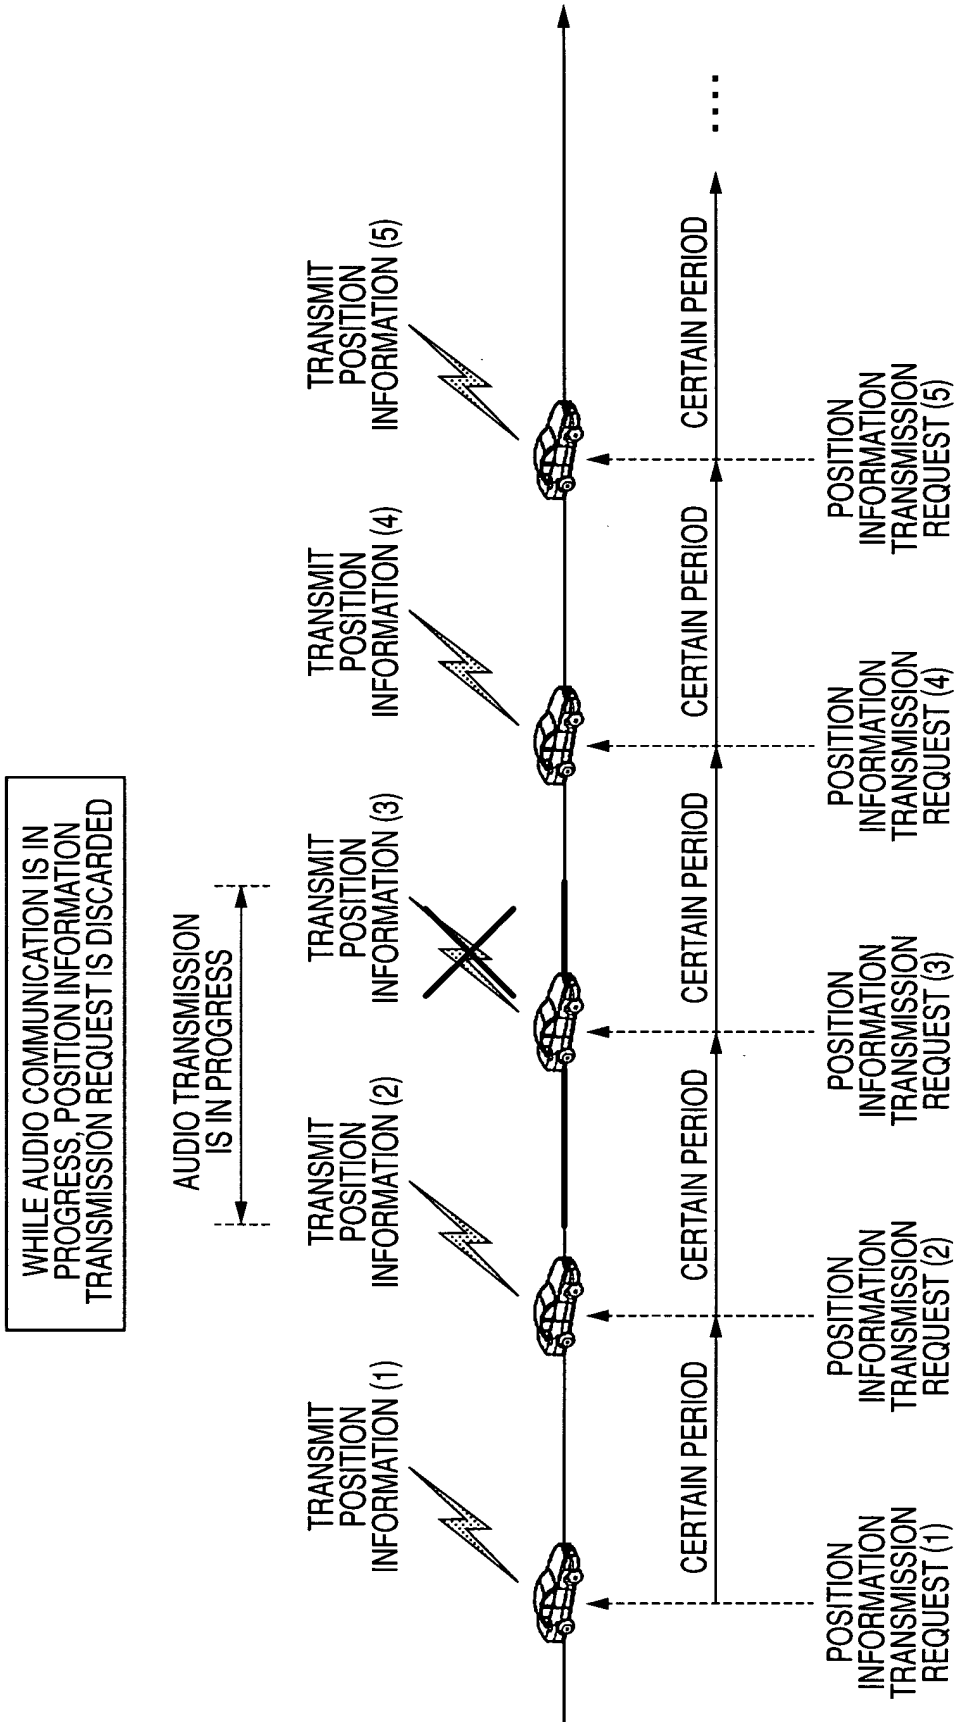 WHILE AUDIO COMMUNICATION IS IN
PROGRESS, POSITION INFORMATION
TRANSMISSION REQUEST IS DISCARDED
AUDIO TRANSMISSION
IS IN PROGRESS
TRANSMIT
POSITION
INFORMATION (1)
TRANSMIT
POSITION
INFORMATION (2)
TRANSMIT
POSITION
INFORMATION (3)
TRANSMIT
POSITION
INFORMATION (4)
TRANSMIT
POSITION
INFORMATION (5)
CERTAIN PERIOD
CERTAIN PERIOD
CERTAIN PERIOD
CERTAIN PERIOD
CERTAIN PERIOD
....
POSITION
INFORMATION
TRANSMISSION
REQUEST (1)
POSITION
INFORMATION
TRANSMISSION
REQUEST (2)
POSITION
INFORMATION
TRANSMISSION
REQUEST (3)
POSITION
INFORMATION
TRANSMISSION
REQUEST (4)
POSITION
INFORMATION
TRANSMISSION
REQUEST (5)